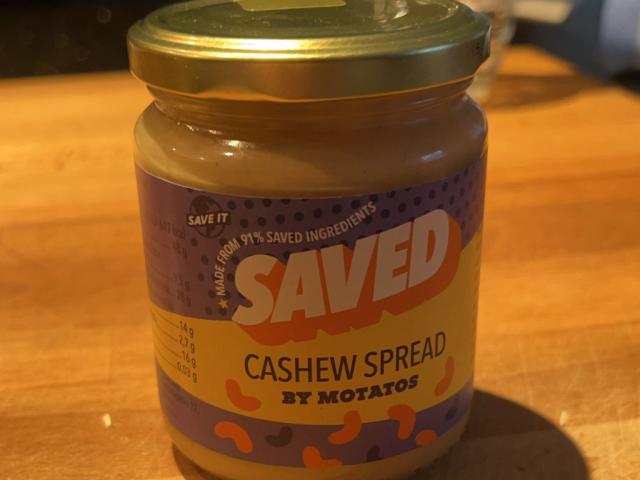 SAVE IT
★ MADE FROM 91% SAVED INGREDIENTS
SAVED
CASHEW SPREAD
BY MOTATOS
14 g
2,7 g
16 g
0,03 g